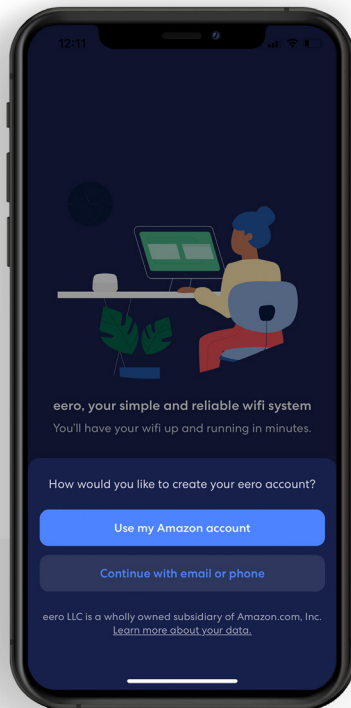 12:11
eero, your simple and reliable wifi system
You'll have your wifi up and running in minutes.
How would you like to create your eero account?
Use my Amazon account
Continue with email or phone
eero LLC is a wholly owned subsidiary of Amazon.com, Inc.
Learn more about your data.